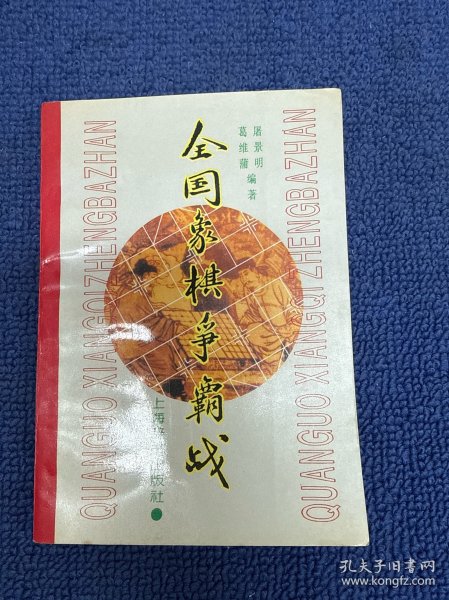 屠景明
葛维蒲 编著
全国象棋争霸战
QUANGUO XIANGQI ZHENGBAZHAN
QUANGUO XIANGQI ZHENGBAZHAN
上海 版社
孔夫子旧书网
www.kongfz.com